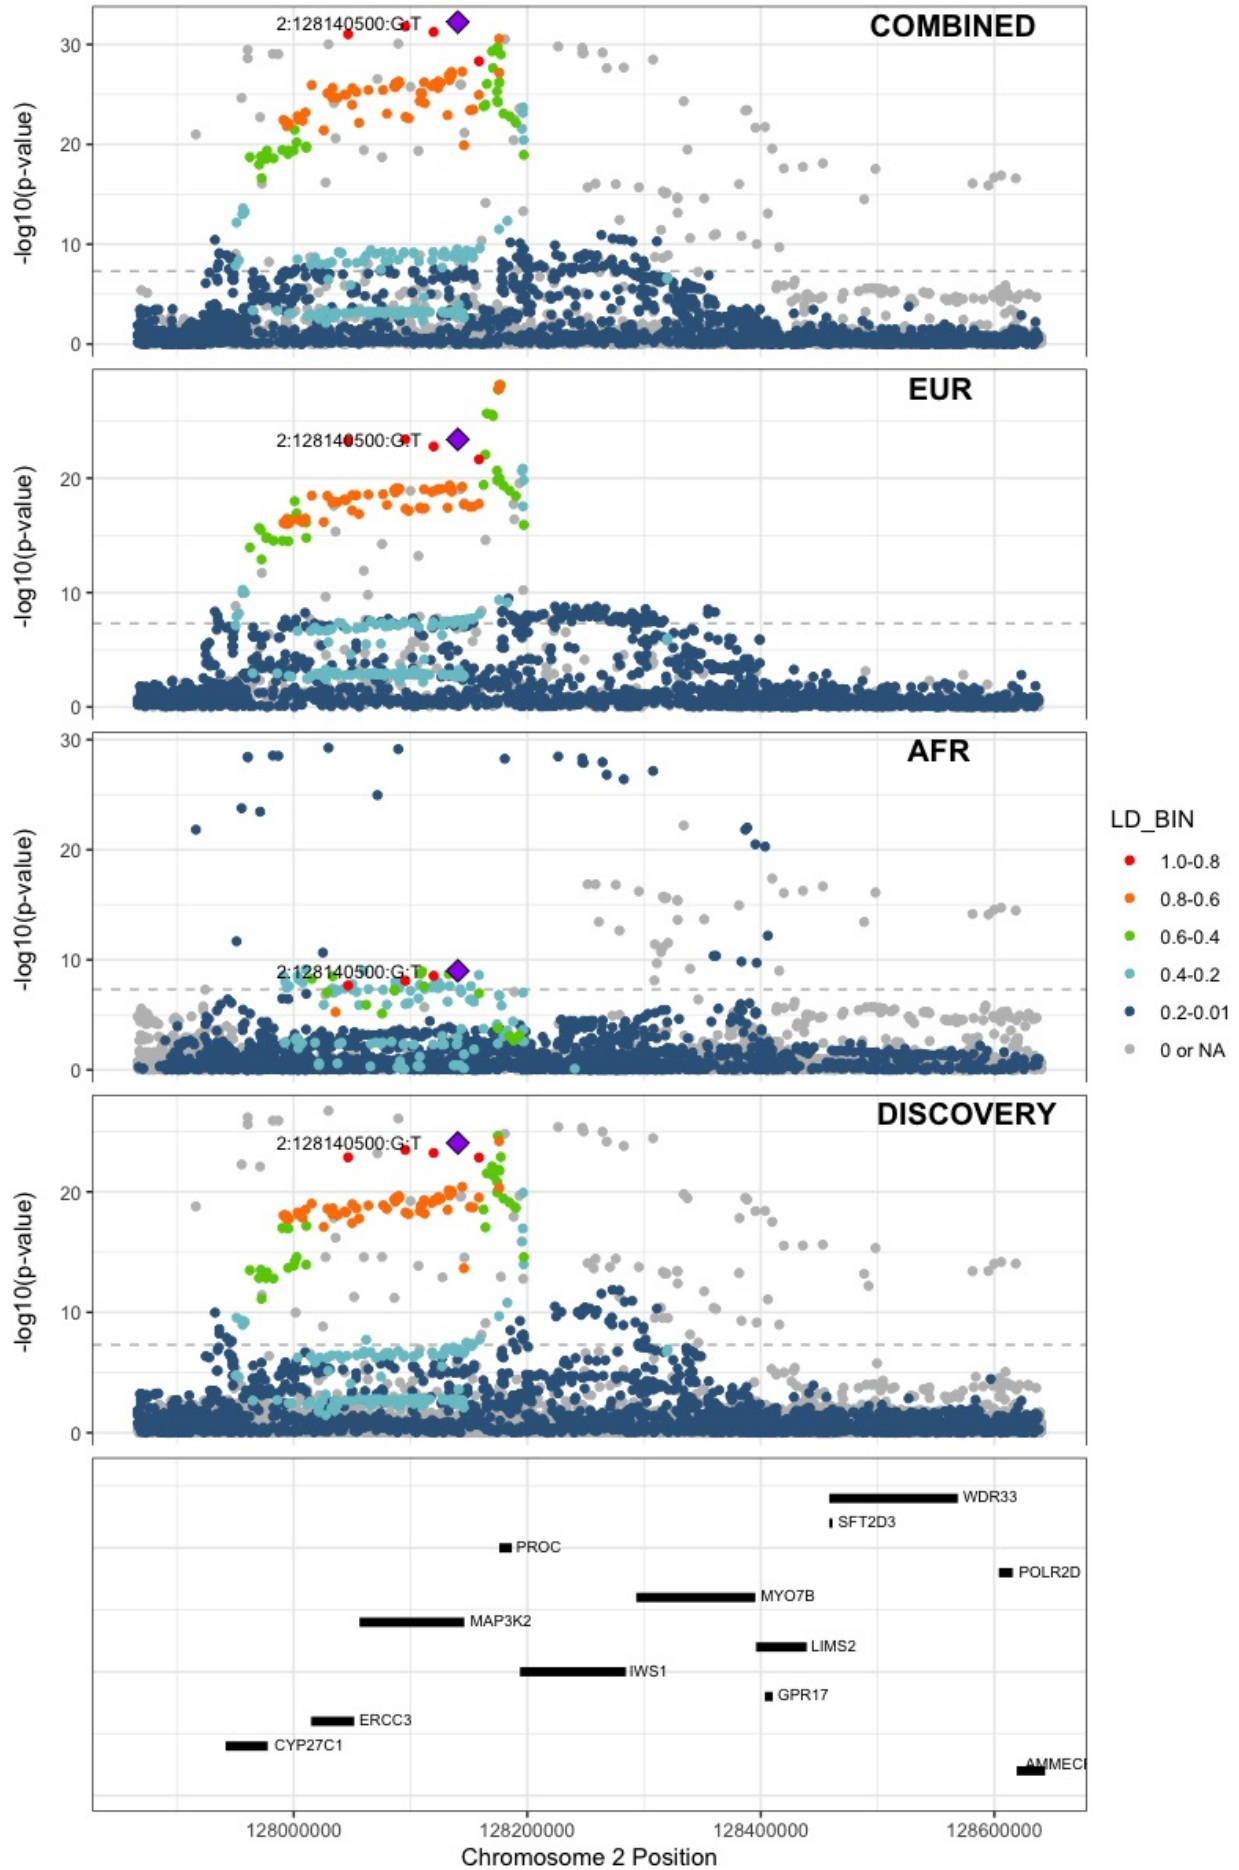 COMBINED
2:128140500:G:T
-log10(p-value)
30
20
10
0
EUR
2:128140500:G:T
-log10(p-value)
20
10
0
AFR
2:128140500:G:T
-log10(p-value)
30
20
10
0
LD_BIN
1.0-0.8
0.8-0.6
0.6-0.4
0.4-0.2
0.2-0.01
0 or NA
DISCOVERY
2:128140500:G:T
-log10(p-value)
20
10
0
WDR33
SFT2D3
PROC
POLR2D
MYO7B
MAP3K2
LIMS2
IWS1
GPR17
ERCC3
CYP27C1
128000000 128200000 128400000 128600000
Chromosome 2 Position